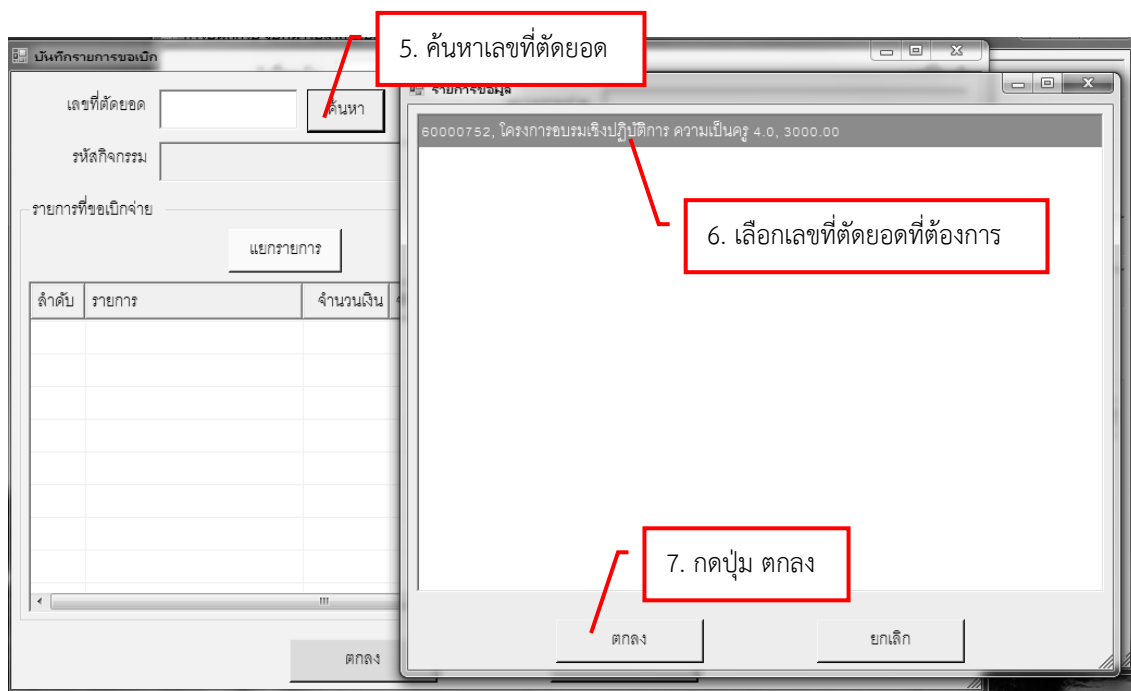 5. ค้นหาเลขที่ตัดยอด
บันทึกรายการขอเบิก
รายการข้อมูล
เลขที่ตัดยอด
ค้นหา
60000752, โครงการอบรมเชิงปฏิบัติการ ความเป็นครู 4.0, 3000.00
รหัสกิจกรรม
รายการที่ขอเบิกจ่าย
6. เลือกเลขที่ตัดยอดที่ต้องการ
แยกรายการ
ลำดับ รายการ จำนวนเงิน
7. กดปุ่ม ตกลง
ตกลง ยกเลิก
ตกลง